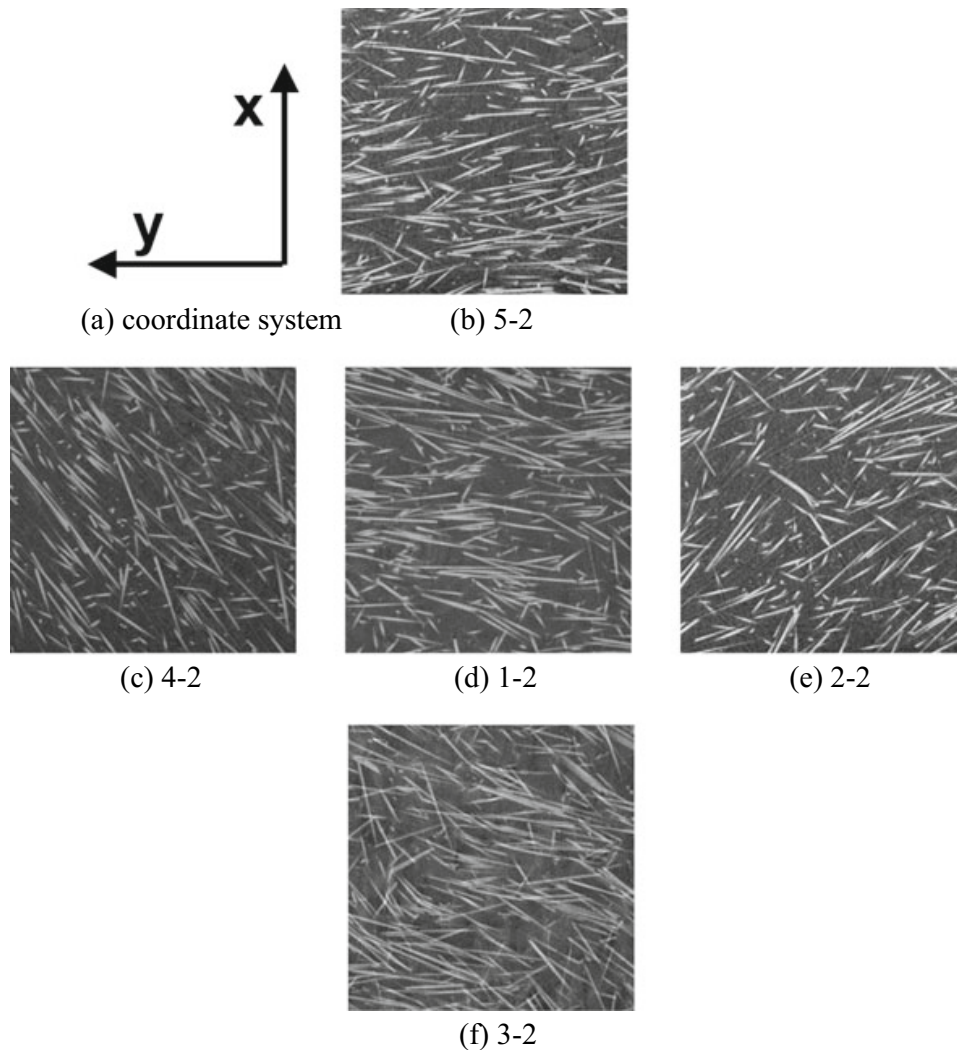 x
y
(a) coordinate system
(b) 5-2
(c) 4-2
(d) 1-2
(e) 2-2
(f) 3-2